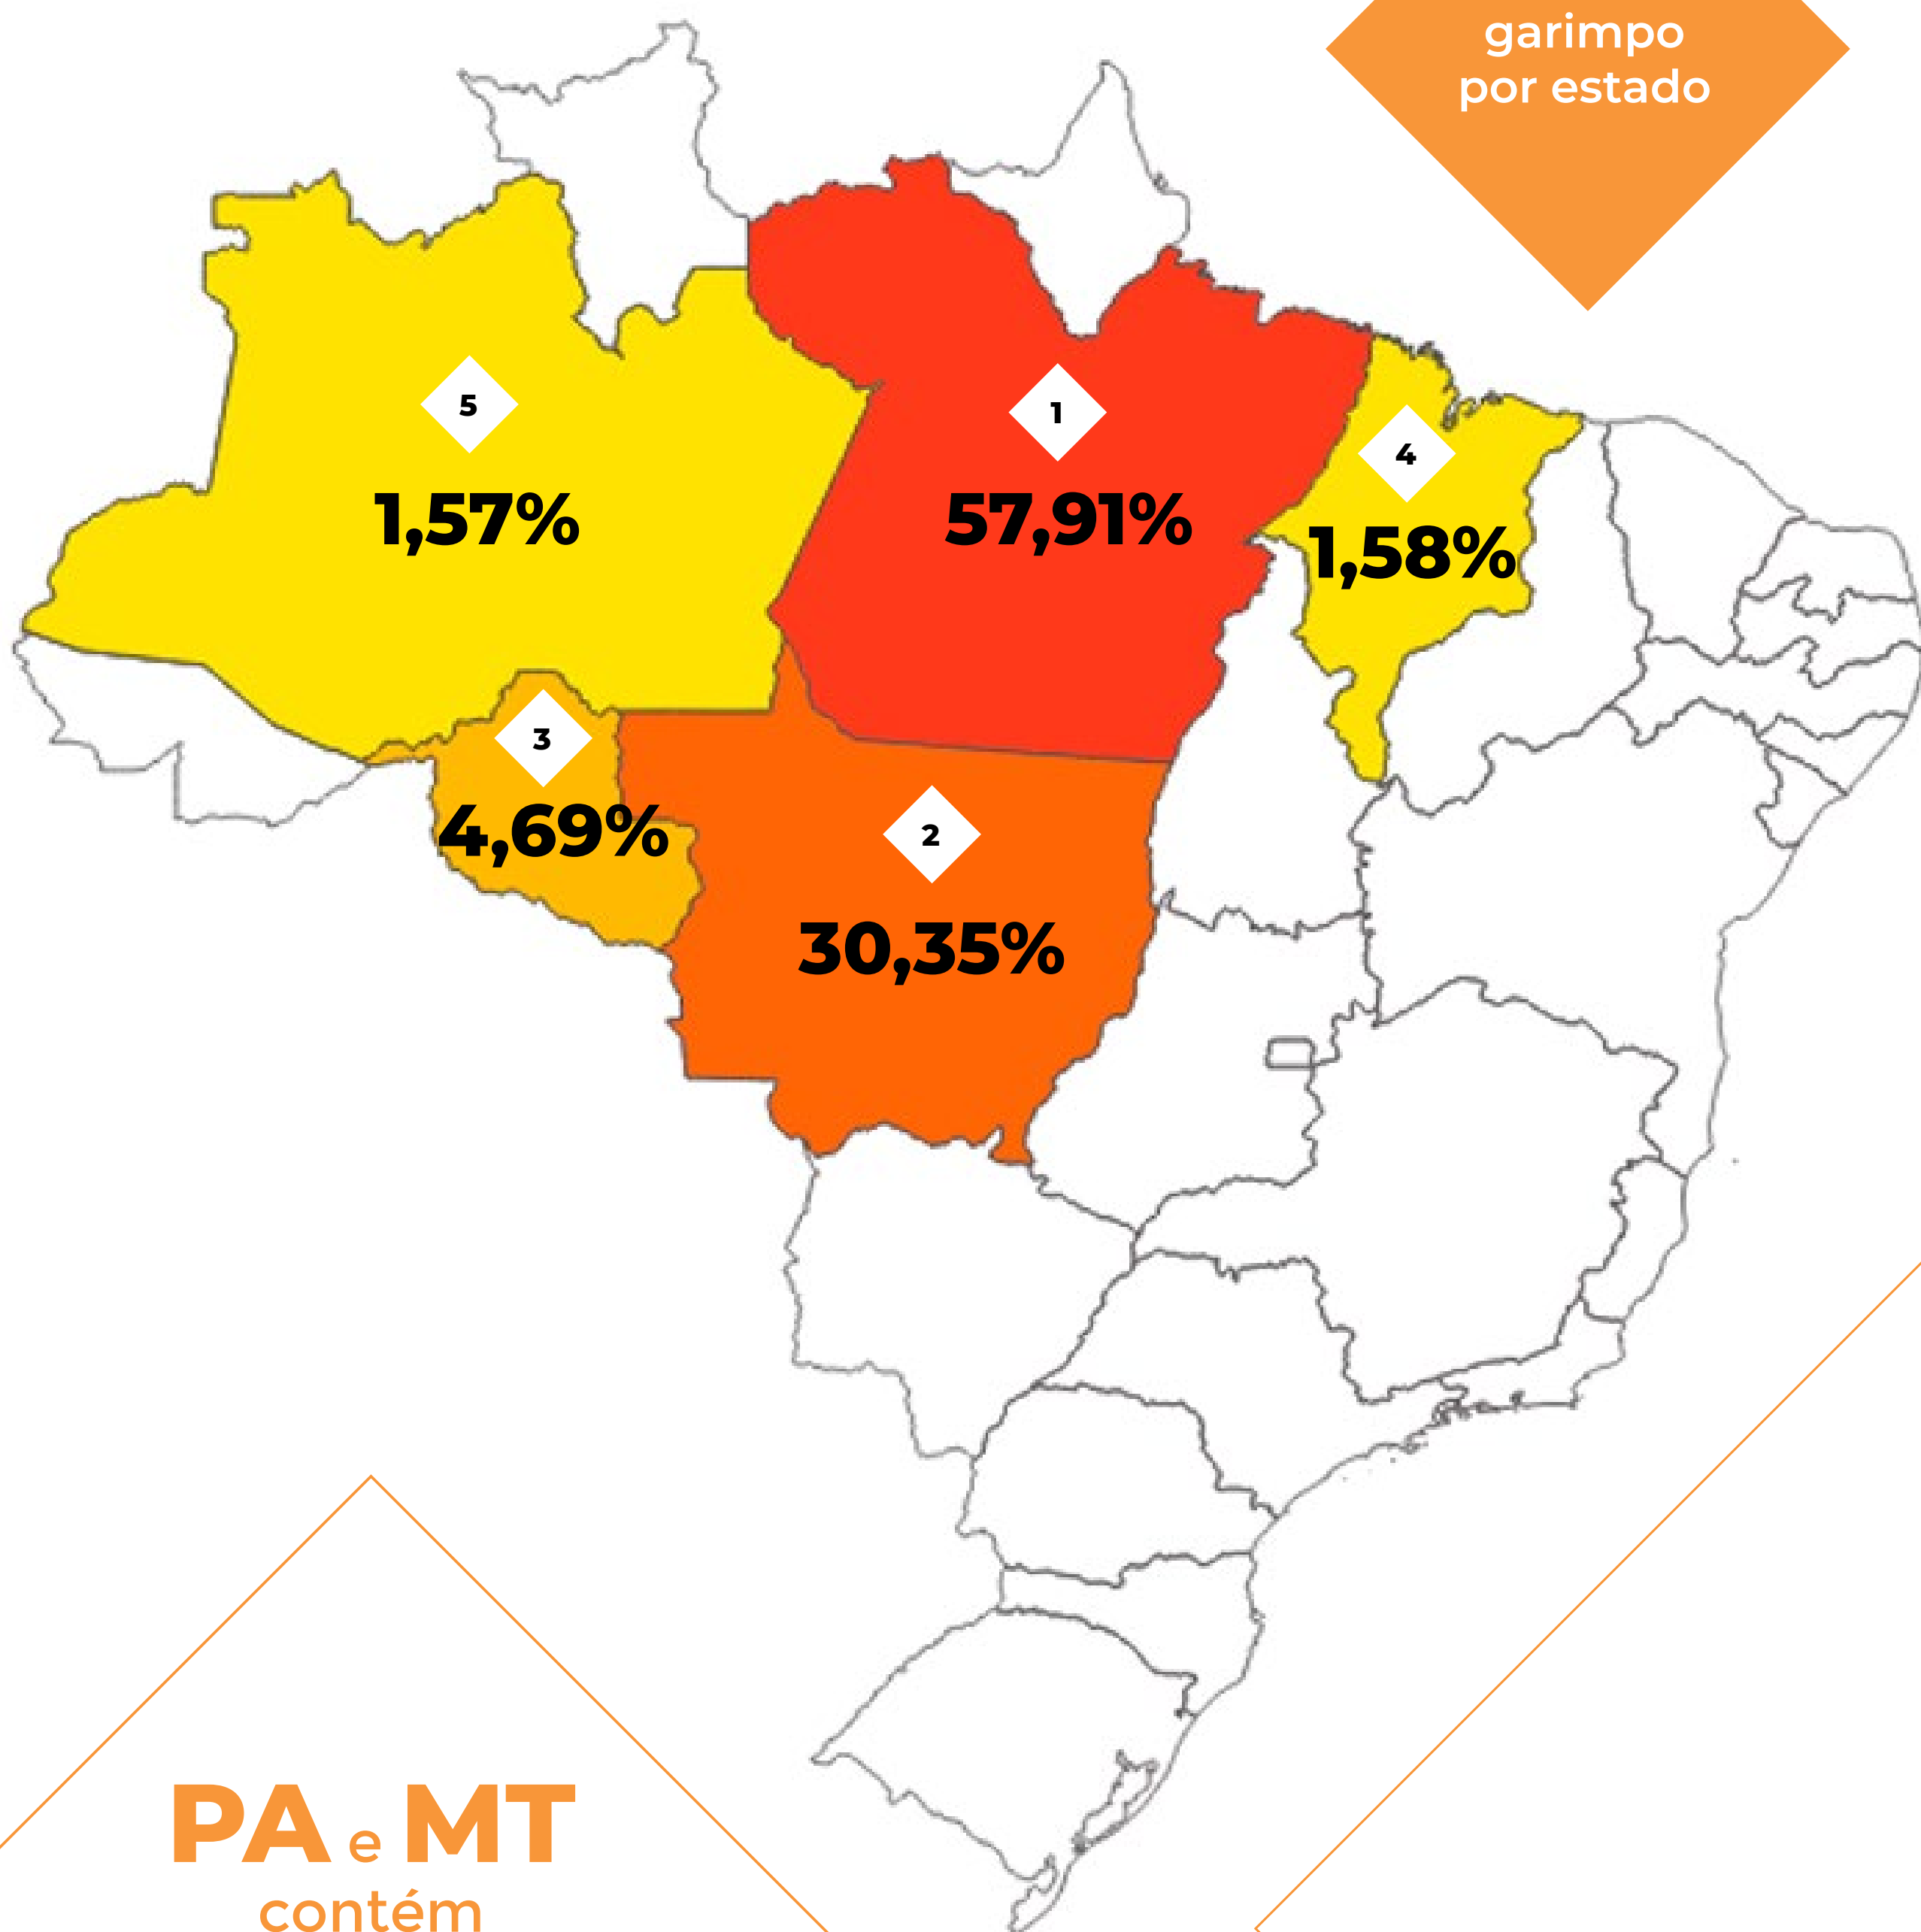 garimpo
por estado
5
1,57%
1
57,91%
4
1,58%
3
4,69%
2
30,35%
PA e MT
contém